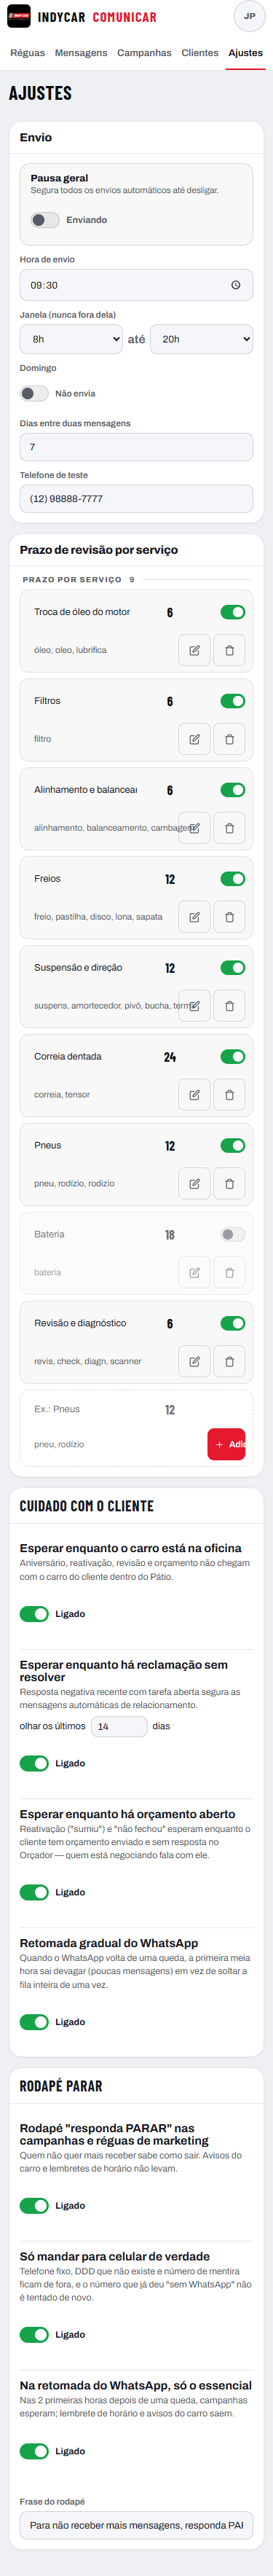 INDYCAR COMUNICAR
JP
Réguas Mensagens Campanhas Clientes Ajustes
AJUSTES
Envio
Pausa geral
Segura todos os envios automáticos até desligar.
Enviando
Hora de envio
09:30
Janela (nunca fora dela)
8h até 20h
Domingo
Não envia
Dias entre duas mensagens
7
Telefone de teste
(12) 98888-7777
Prazo de revisão por serviço
PRAZO POR SERVIÇO 9
Troca de óleo do motor 6
óleo, oleo, lubrifica
Filtros 6
filtro
Alinhamento e balancea 6
alinhamento, balanceamento, cambagem
Freios 12
freio, pastilha, disco, lona, sapata
Suspensão e direção 12
suspens, amortecedor, pivô, bucha, term
Correia dentada 24
correia, tensor
Pneus 12
pneu, rodízio, rodizio
Bateria 18
bateria
Revisão e diagnóstico 6
revis, check, diagn, scanner
Ex.: Pneus 12
pneu, rodízio
+ Adic
CUIDADO COM O CLIENTE
Esperar enquanto o carro está na oficina
Aniversário, reativação, revisão e orçamento não chegam
com o carro do cliente dentro do Pátio.
Ligado
Esperar enquanto há reclamação sem
resolver
Resposta negativa recente com tarefa aberta segura as
mensagens automáticas de relacionamento.
olhar os últimos 14 dias
Ligado
Esperar enquanto há orçamento aberto
Reativação ("sumiu") e "não fechou" esperam enquanto o
cliente tem orçamento enviado e sem resposta no
Orçador — quem está negociando fala com ele.
Ligado
Retomada gradual do WhatsApp
Quando o WhatsApp volta de uma queda, a primeira meia
hora sai devagar (poucas mensagens) em vez de soltar a
fila inteira de uma vez.
Ligado
RODAPÉ PARAR
Rodapé "responda PARAR" nas
campanhas e réguas de marketing
Quem não quer mais receber sabe como sair. Avisos do
carro e lembretes de horário não levam.
Ligado
Só mandar para celular de verdade
Telefone fixo, DDD que não existe e número de mentira
ficam de fora, e o número que já deu "sem WhatsApp" não
é tentado de novo.
Ligado
Na retomada do WhatsApp, só o essencial
Nas 2 primeiras horas depois de uma queda, campanhas
esperam; lembrete de horário e avisos do carro saem.
Ligado
Frase do rodapé
Para não receber mais mensagens, responda PAR